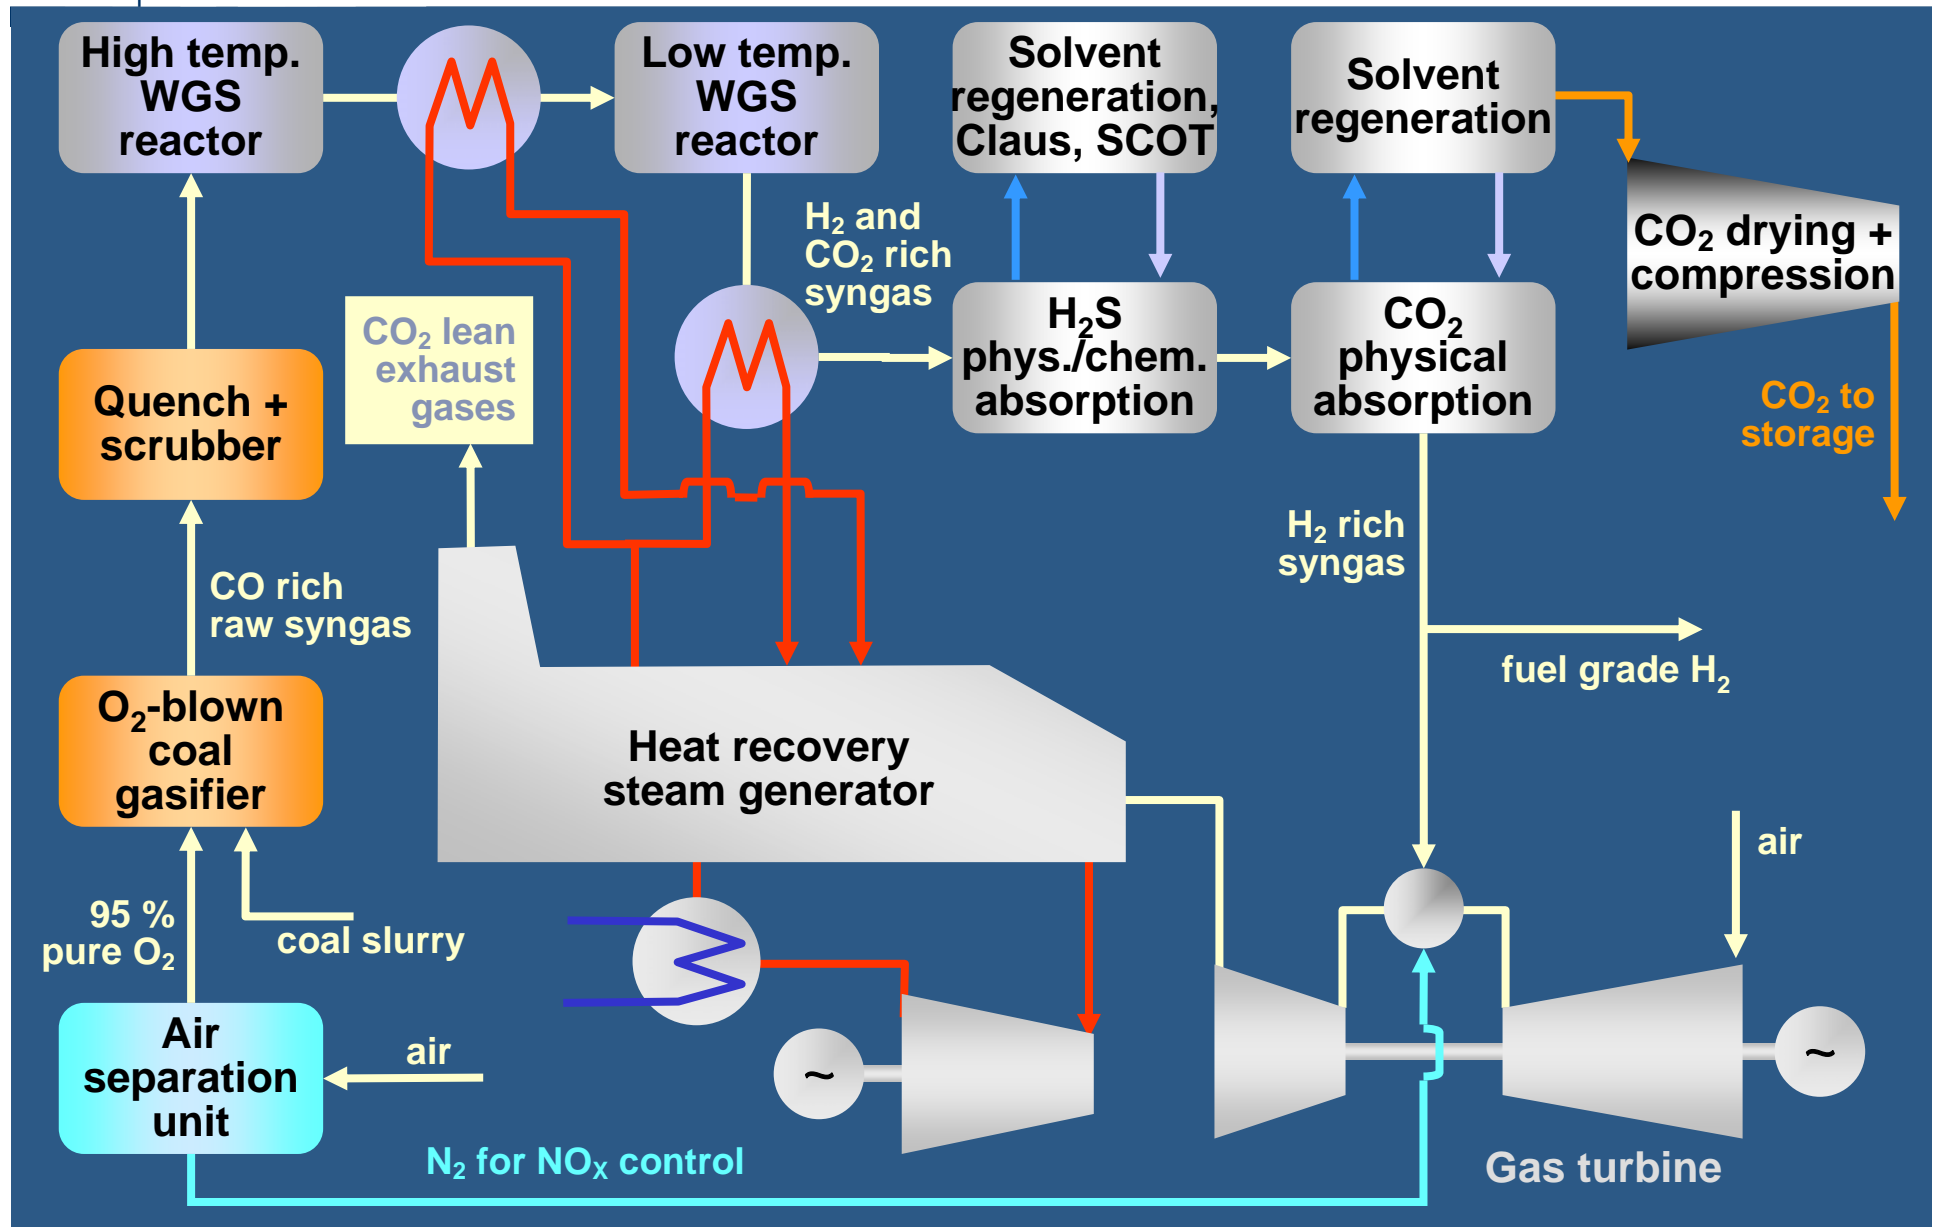 High temp.
WGS
reactor
Low temp.
WGS
reactor
Solvent
regeneration,
Claus, SCOT
Solvent
regeneration
H₂ and
CO₂ rich
syngas
CO₂ drying +
compression
CO₂ lean
exhaust
gases
H₂S
phys./chem.
absorption
CO₂
physical
absorption
Quench +
scrubber
CO₂ to
storage
H₂ rich
syngas
CO rich
raw syngas
fuel grade H₂
O₂-blown
coal
gasifier
Heat recovery
steam generator
air
95 %
pure O₂
coal slurry
Air
separation
unit
air
~
~
N₂ for NOₓ control
Gas turbine